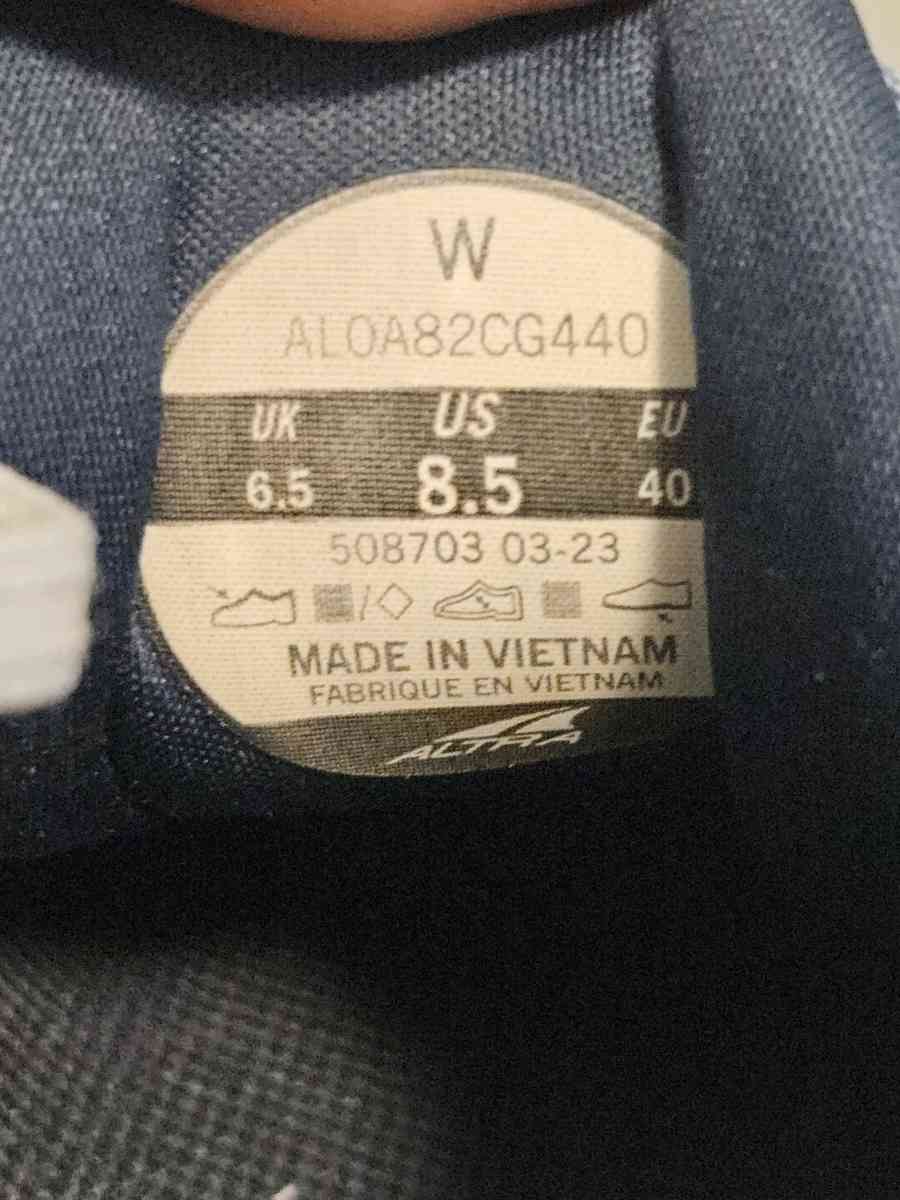 W
AL0A82CG440
UK US EU
6.5 8.5 40
508703 03-23
MADE IN VIETNAM
FABRIQUE EN VIETNAM
ALTRA